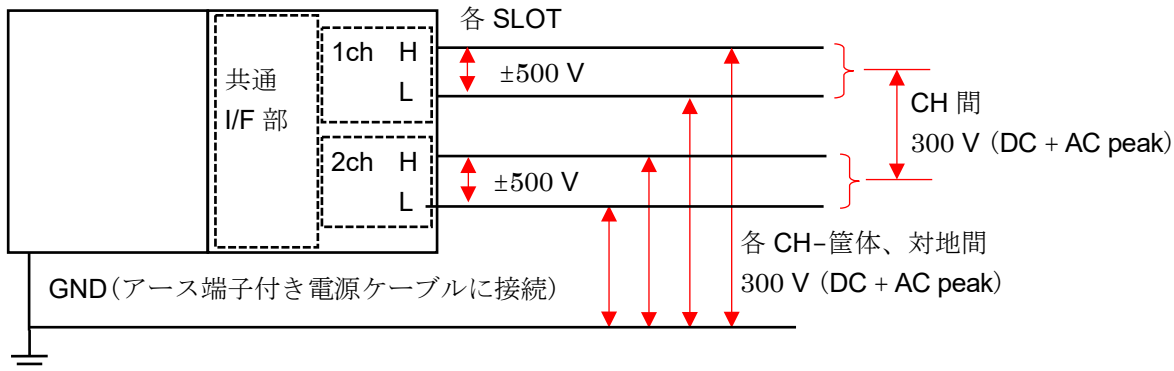 各 SLOT
共通
I/F 部
1ch H
L
±500 V
2ch H
L
±500 V
CH 間
300 V (DC + AC peak)
各 CH-筐体、対地間
300 V (DC + AC peak)
GND(アース端子付き電源ケーブルに接続)